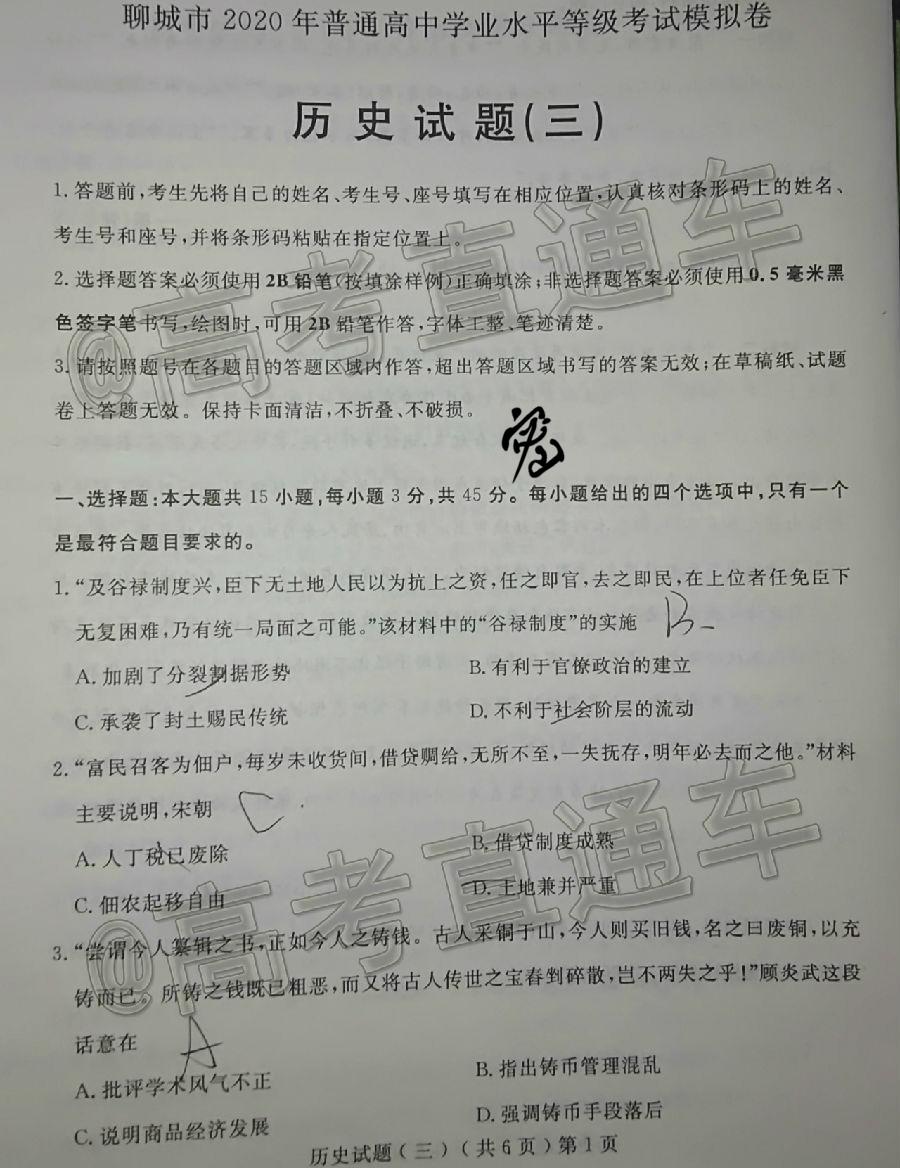 聊城市 2020 年普通高中学业水平等级考试模拟卷
历史试题(三)
1.答题前,考生先将自己的姓名、考生号、座号填写在相应位置,认真核对条形码上的姓名、
考生号和座号,并将条形码粘贴在指定位置上。
2.选择题答案必须使用2B铅笔(按填涂样例)正确填涂;非选择题答案必须使用0.5毫米黑
色签字笔书写,绘图时,可用2B铅笔作答,字体工整、笔迹清楚。
3.请按照题号在各题目的答题区域内作答,超出答题区域书写的答案无效;在草稿纸、试题
卷上答题无效。保持卡面清洁,不折叠、不破损。
@高考直通车
一、选择题:本大题共15小题,每小题3分,共45分。每小题给出的四个选项中,只有一个
是最符合题目要求的。
1.“及谷禄制度兴,臣下无土地人民以为抗上之资,任之即官,去之即民,在上位者任免臣下
无复困难,乃有统一局面之可能。”该材料中的“谷禄制度”的实施 B
A.加剧了分裂割据形势 B.有利于官僚政治的建立
C.承袭了封土赐民传统 D.不利于社会阶层的流动
2.“富民召客为佃户,每岁未收货间,借贷赒给,无所不至,一失抚存,明年必去而之他。”材料
主要说明,宋朝
A.人丁税已废除 B.借贷制度成熟
C.佃农起移自由 D.土地兼并严重
@高考直通车
3.“尝谓今人纂辑之书,正如今人之铸钱。古人采铜于山,今人则买旧钱,名之曰废铜,以充
铸而已。所铸之钱既已粗恶,而又将古人传世之宝舂剉碎散,岂不两失之乎!”顾炎武这段
话意在 A
A.批评学术风气不正 B.指出铸币管理混乱
C.说明商品经济发展 D.强调铸币手段落后
历史试题(三)(共6页)第1页